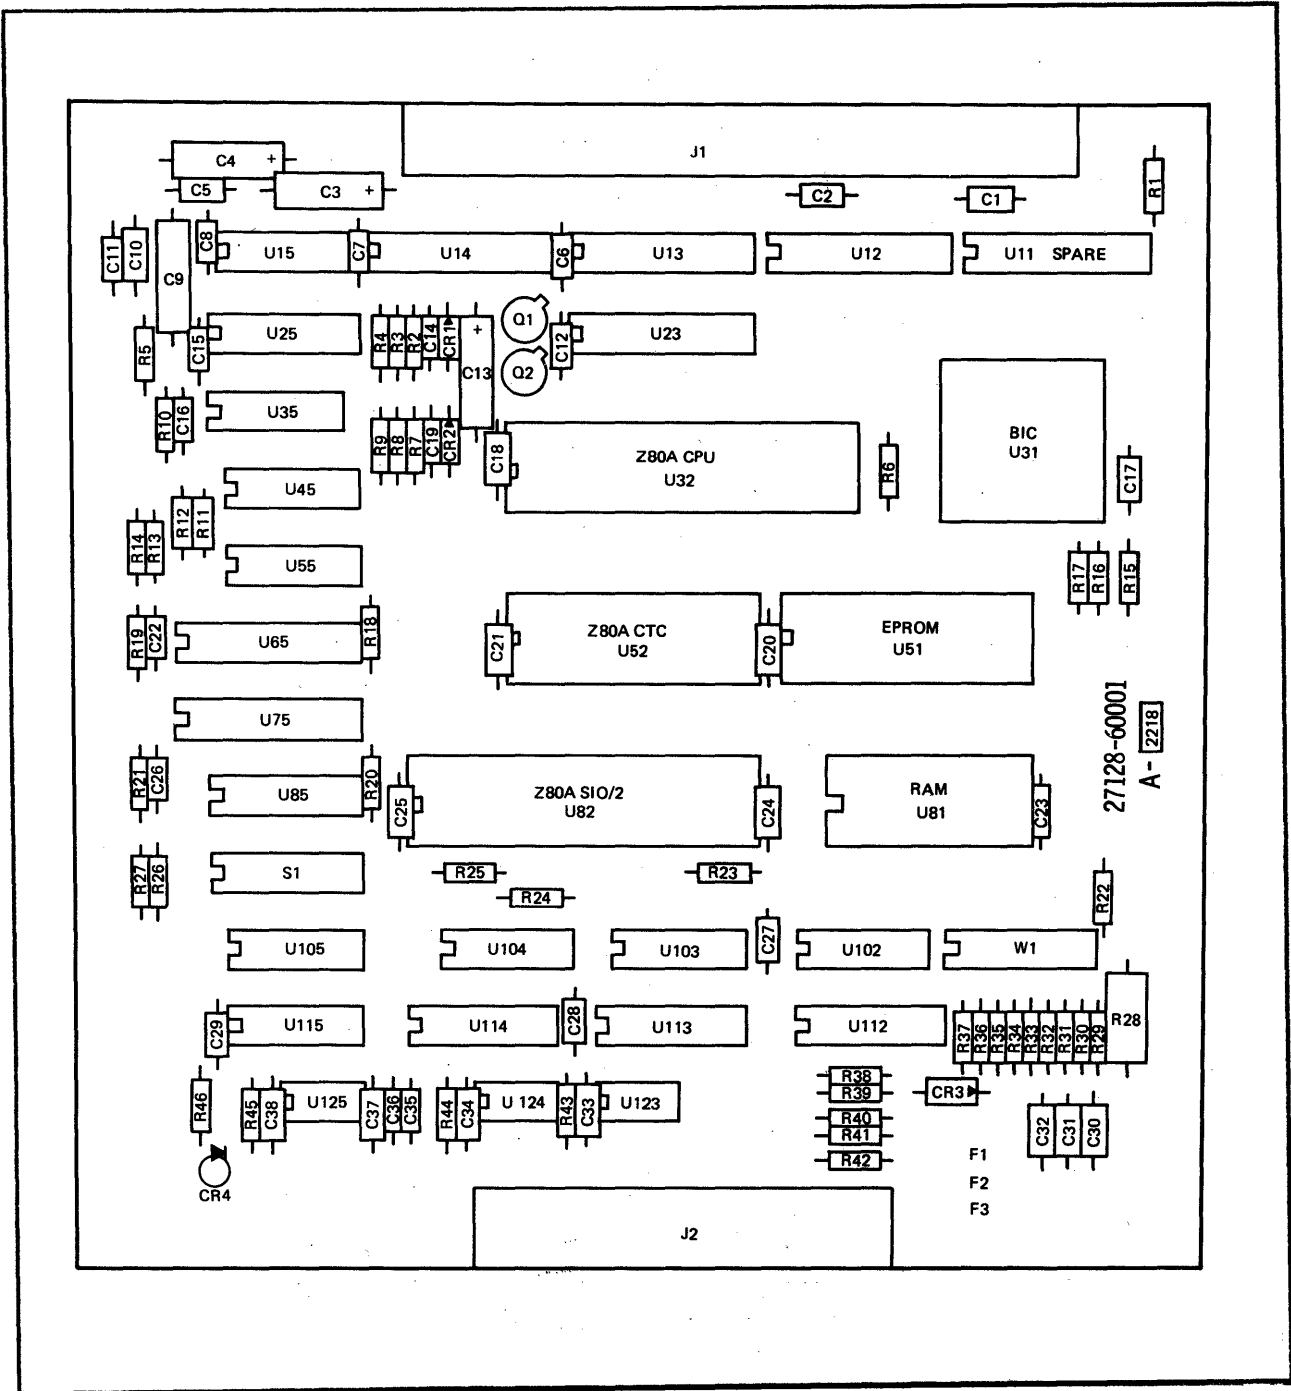 J1
C4 +
C5
C3 +
C2
C1
R1
C11
C10
C9
C8
U15
C7
U14
C6
U13
U12
U11 SPARE
R5
C15
U25
R4
R3
R2
C14
CR1
+
C13
Q1
Q2
C12
U23
R10
C16
U35
R9
R8
R7
C19
CR2
C18
Z80A CPU
U32
R6
BIC
U31
C17
U45
R12
R11
R14
R13
U55
R17
R16
R15
R19
C22
U65
R18
C21
Z80A CTC
U52
C20
EPROM
U51
U75
27128-60001
A-2218
R21
C26
U85
R20
C25
Z80A SIO/2
U82
C24
RAM
U81
C23
R27
R26
S1
R25
R24
R23
R22
U105
U104
U103
C27
U102
W1
C29
U115
U114
C28
U113
U112
R37
R36
R35
R34
R33
R32
R31
R30
R29
R28
R46
R45
C38
U125
C37
C36
C35
R44
C34
U 124
R43
C33
U123
R38
R39
R40
R41
R42
CR3
C32
C31
C30
CR4
F1
F2
F3
J2